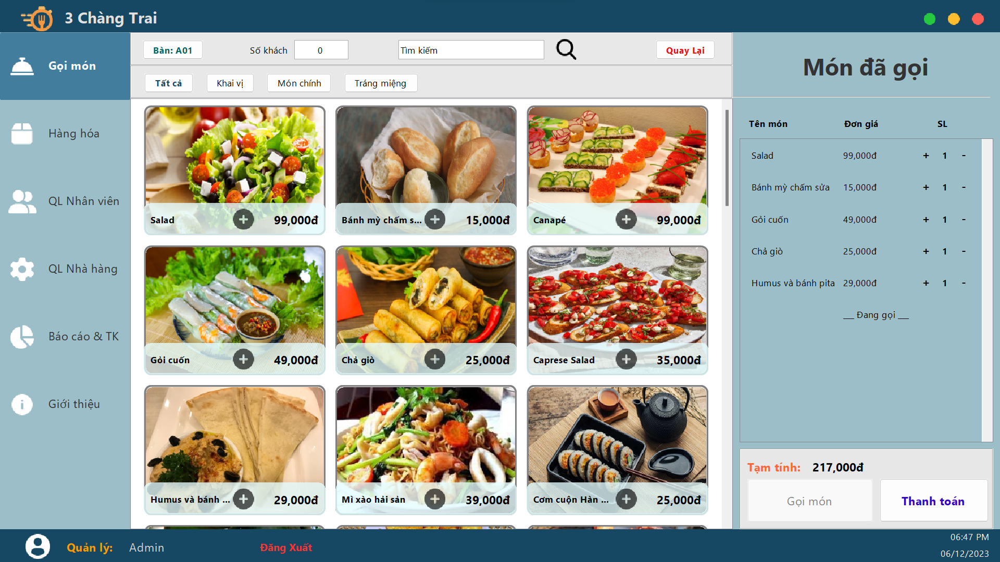 3 Chàng Trai
Gọi món
Hàng hóa
QL Nhân viên
QL Nhà hàng
Báo cáo & TK
Giới thiệu
Bàn: A01
Số khách
0
Tìm kiếm
Quay Lại
Tất cả
Khai vị
Món chính
Tráng miệng
Salad
99,000đ
Bánh mỳ chấm s...
15,000đ
Canapé
99,000đ
Gỏi cuốn
49,000đ
Chả giò
25,000đ
Caprese Salad
35,000đ
Humus và bánh ...
29,000đ
Mì xào hải sản
39,000đ
Cơm cuộn Hàn ...
25,000đ
Món đã gọi
Tên món Đơn giá SL
Salad 99,000đ + 1 -
Bánh mỳ chấm sửa 15,000đ + 1 -
Gỏi cuốn 49,000đ + 1 -
Chả giò 25,000đ + 1 -
Humus và bánh pita 29,000đ + 1 -
___ Đang gọi ___
Tạm tính: 217,000đ
Gọi món
Thanh toán
Quản lý: Admin
Đăng Xuất
06:47 PM
06/12/2023